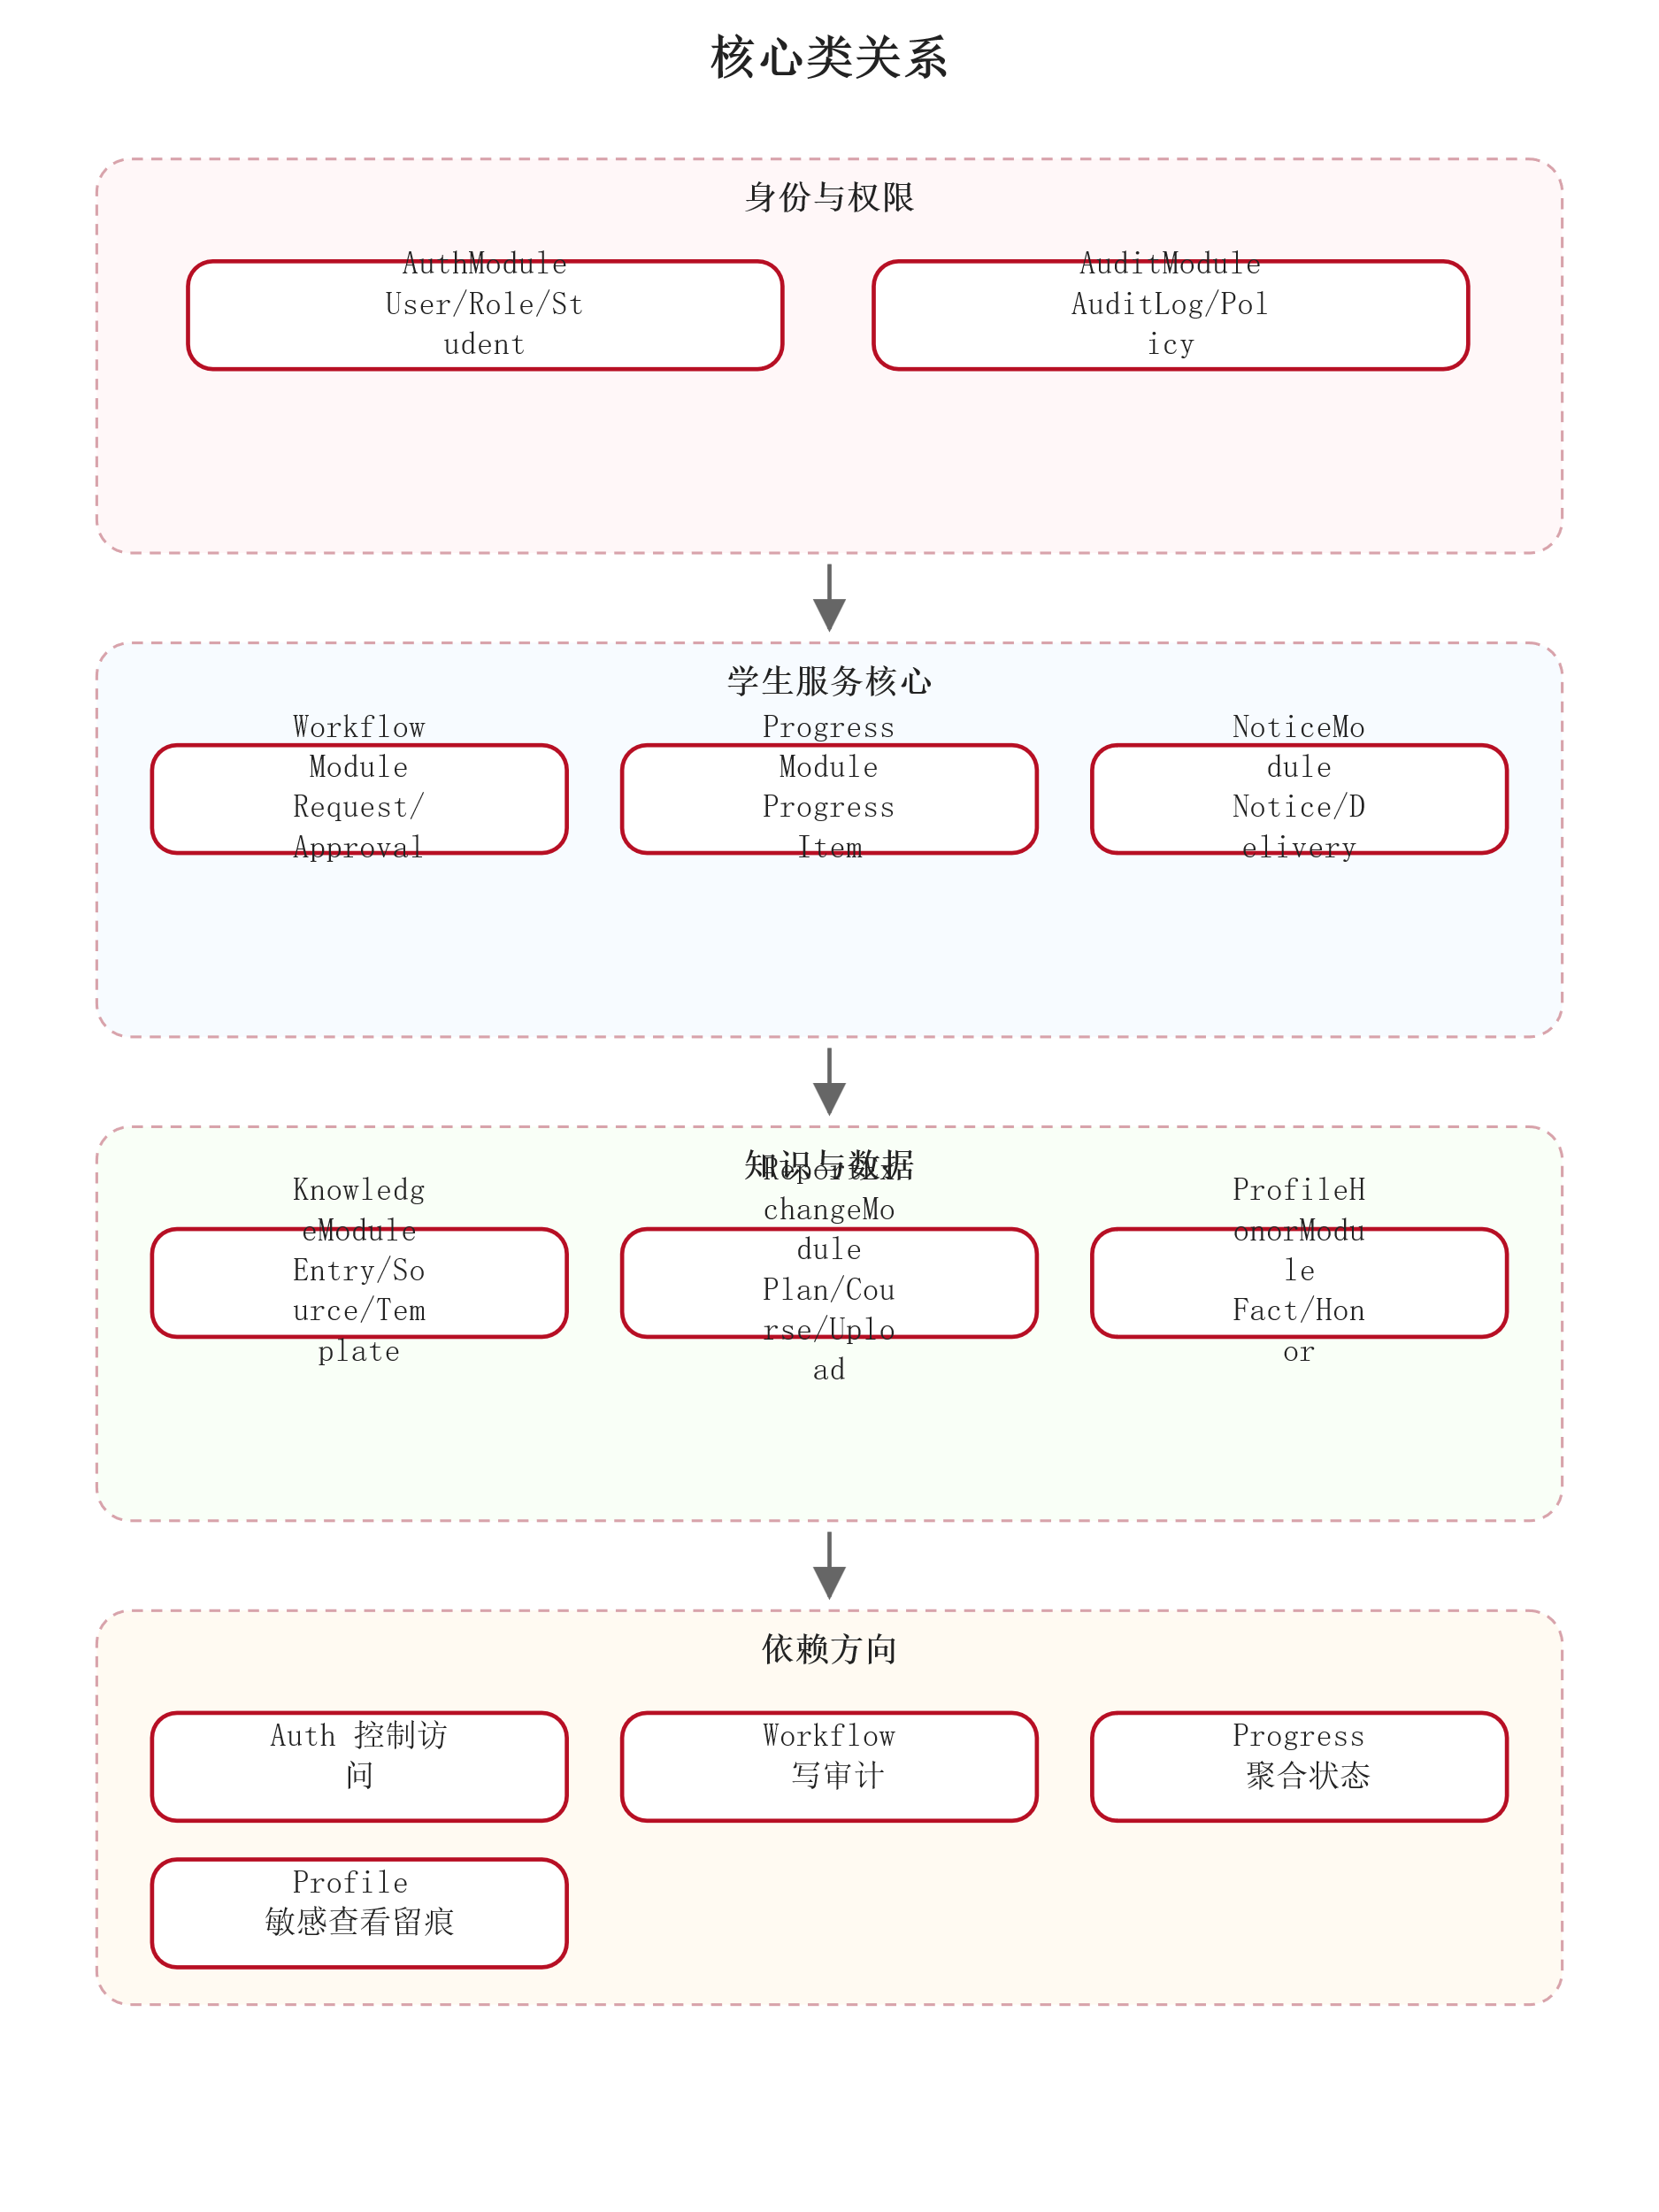 核心类关系
身份与权限
AuthModule
User/Role/St
udent
AuditModule
AuditLog/Pol
icy
学生服务核心
Workflow
Module
Request/
Approval
Progress
Module
Progress
Item
NoticeMo
dule
Notice/D
elivery
知识与数据
Knowledg
eModule
Entry/So
urce/Tem
plate
changeMo
dule
Plan/Cou
rse/Uplo
ad
ProfileH
onorModu
le
Fact/Hon
or
依赖方向
Auth 控制访
问
Workflow
写审计
Progress
聚合状态
Profile
敏感查看留痕